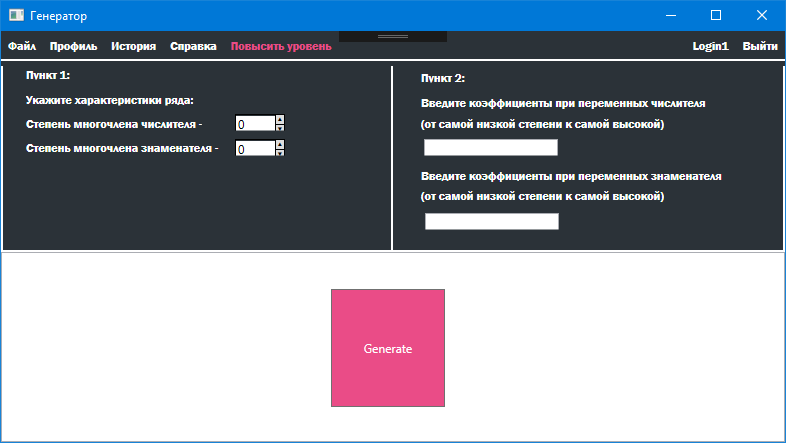 Генератор
Файл Профиль История Справка Повысить уровень Login1 Выйти
Пункт 1:
Укажите характеристики ряда:
Степень многочлена числителя - 0
Степень многочлена знаменателя - 0
Пункт 2:
Введите коэффициенты при переменных числителя
(от самой низкой степени к самой высокой)
Введите коэффициенты при переменных знаменателя
(от самой низкой степени к самой высокой)
Generate